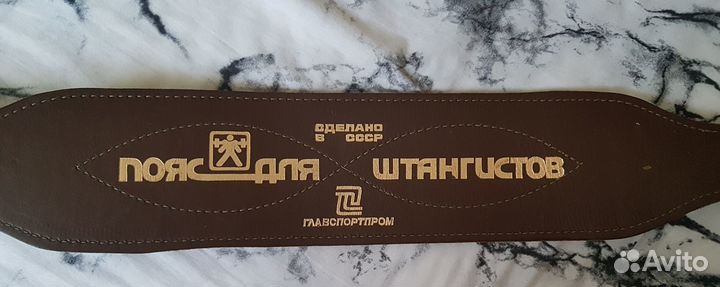 СДЕЛАНО
В СССР
ПОЯС ДЛЯ ШТАНГИСТОВ
ГЛАВСПОРТПРОМ
Avito